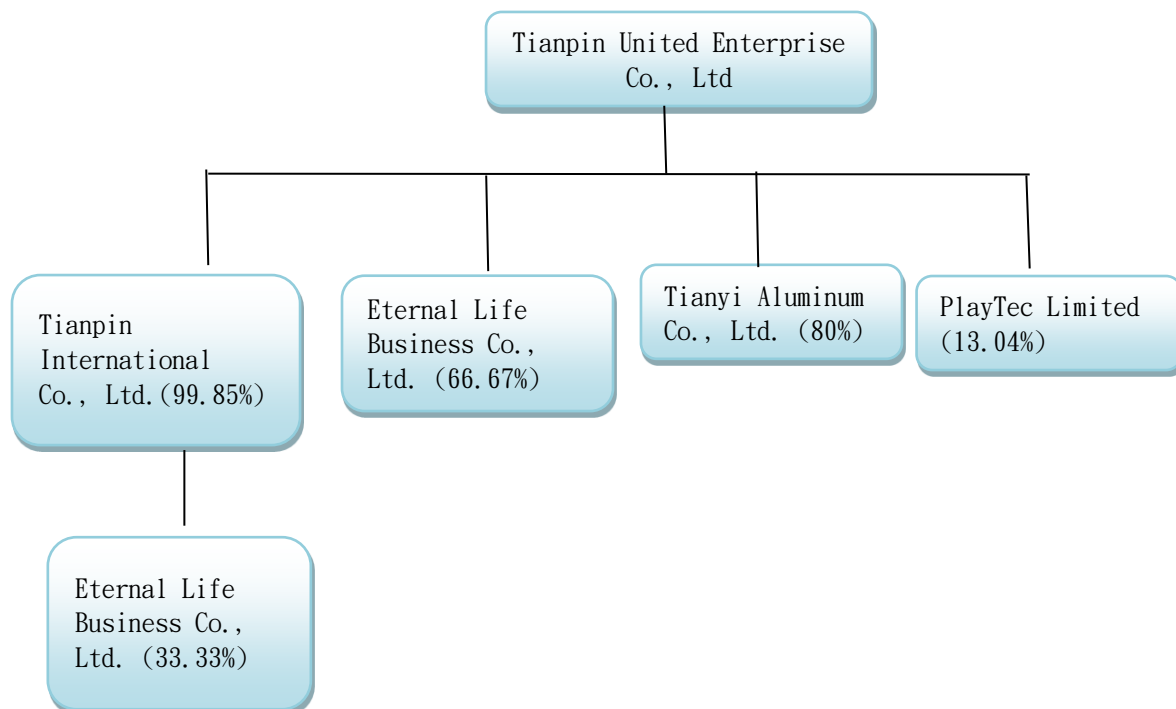 Tianpin United Enterprise
Co., Ltd
Tianpin
International
Co., Ltd.(99.85%)
Eternal Life
Business Co.,
Ltd. (66.67%)
Tianyi Aluminum
Co., Ltd. (80%)
PlayTec Limited
(13.04%)
Eternal Life
Business Co.,
Ltd. (33.33%)